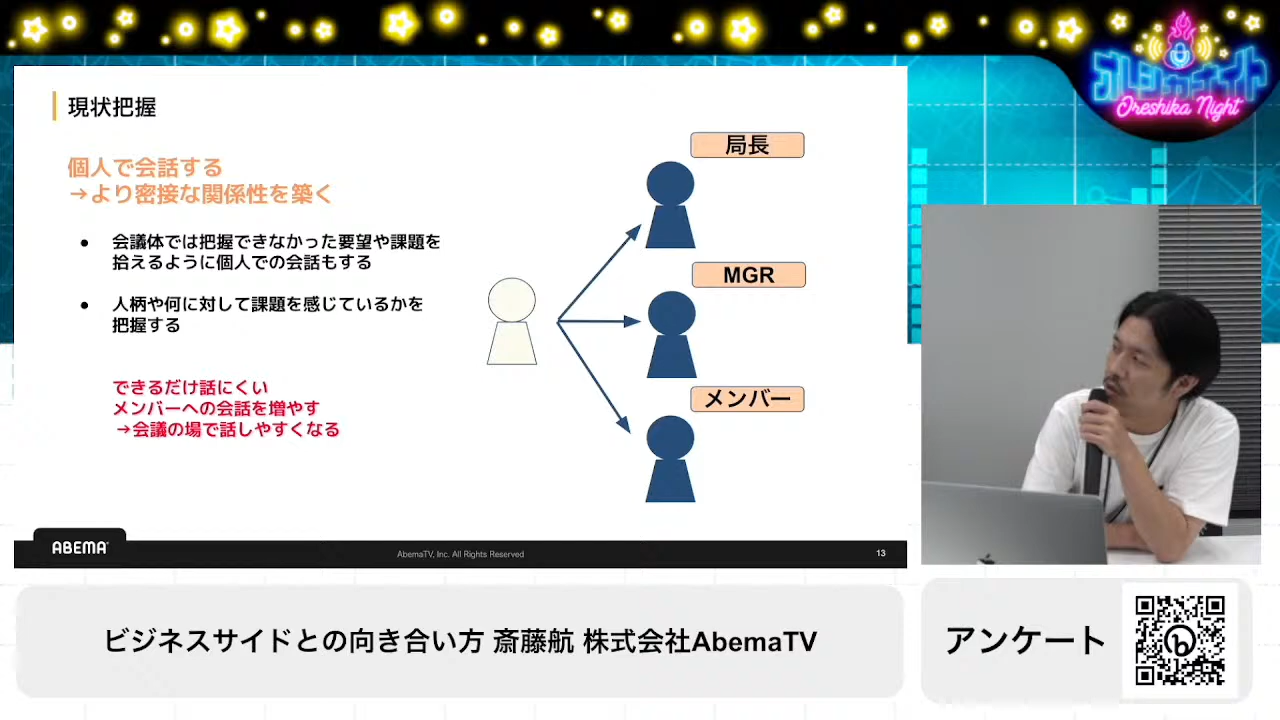 オレシカナイト
Oreshika Night
現状把握
個人で会話する
→より密接な関係性を築く
● 会議体では把握できなかった要望や課題を
拾えるように個人での会話もする
● 人柄や何に対して課題を感じているかを
把握する
できるだけ話にくい
メンバーへの会話を増やす
→会議の場で話しやすくなる
局長
MGR
メンバー
ABEMA
AbemaTV, Inc. All Rights Reserved
13
ビジネスサイドとの向き合い方 斎藤航 株式会社AbemaTV
アンケート
b